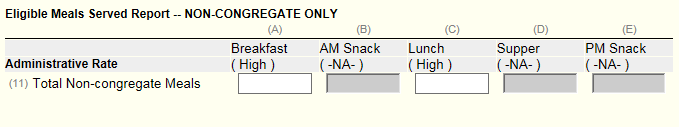 Eligible Meals Served Report -- NON-CONGREGATE ONLY
(A) (B) (C) (D) (E)
Breakfast AM Snack Lunch Supper PM Snack
Administrative Rate ( High ) ( -NA- ) ( High ) ( -NA- ) ( -NA- )
(11) Total Non-congregate Meals